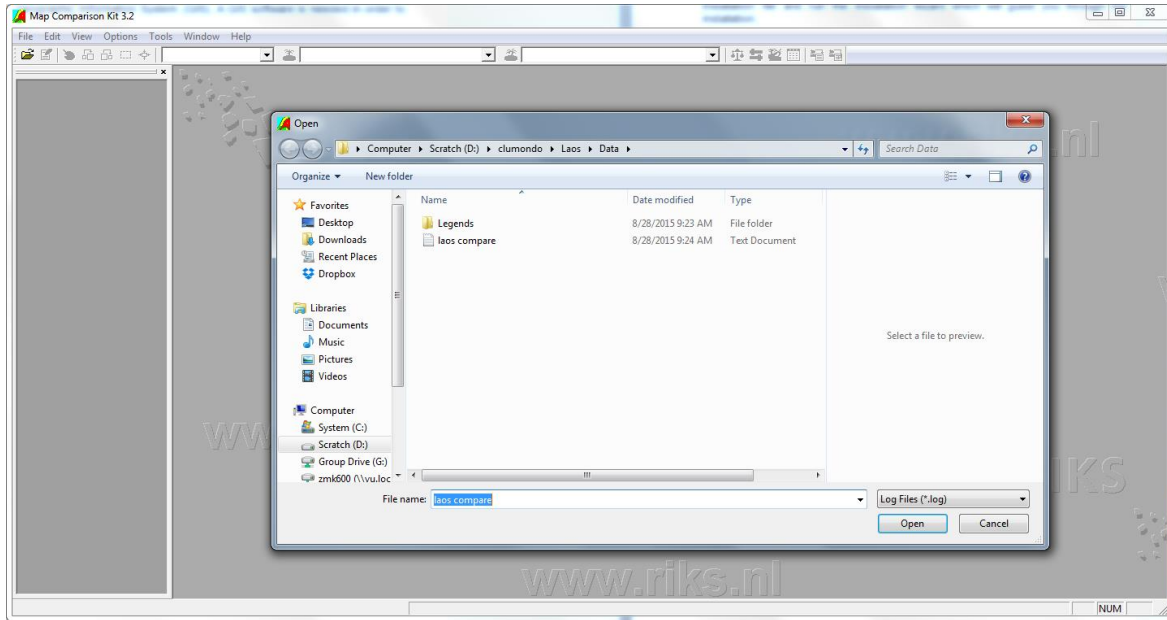 Map Comparison Kit 3.2
File Edit View Options Tools Window Help
Open
Computer ▸ Scratch (D:) ▸ clumondo ▸ Laos ▸ Data ▸
Search Data
Organize New folder
Name Date modified Type
Favorites
Desktop
Downloads
Recent Places
Dropbox
Libraries
Documents
Music
Pictures
Videos
Computer
System (C:)
Scratch (D:)
Group Drive (G:)
zmk600 (\\vu.loc
Legends 8/28/2015 9:23 AM File folder
laos compare 8/28/2015 9:24 AM Text Document
Select a file to preview.
File name: laos compare
Log Files (*.log)
Open Cancel
.nl
WW
RIKS
www.riks.nl
NUM